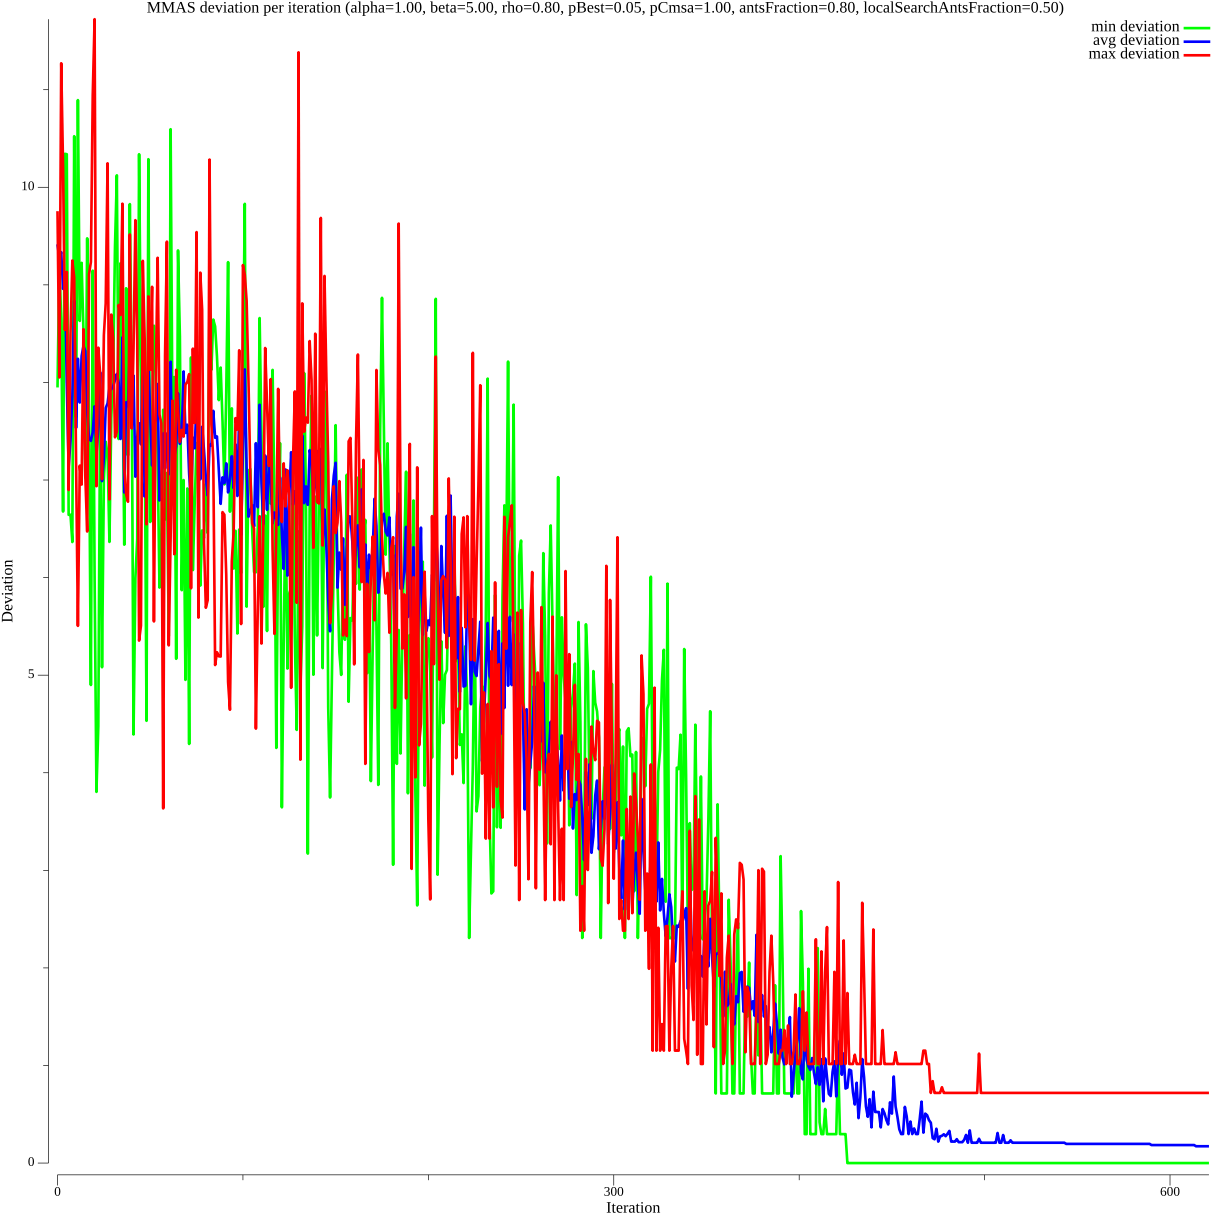 MMAS deviation per iteration (alpha=1.00, beta=5.00, rho=0.80, pBest=0.05, pCmsa=1.00, antsFraction=0.80, localSearchAntsFraction=0.50)
min deviation
avg deviation
max deviation
10
5
0
Deviation
0
300
600
Iteration